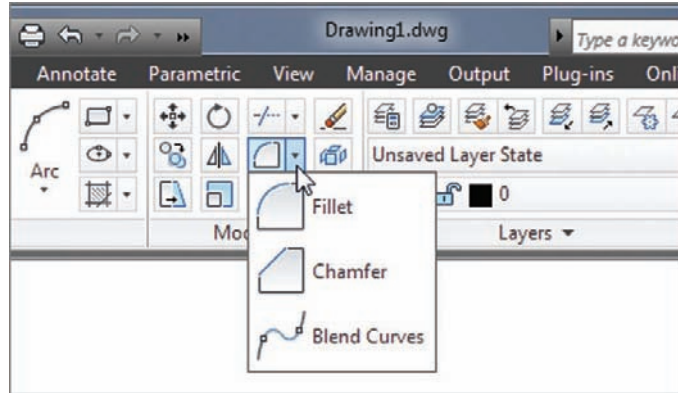 Drawing1.dwg
Type a keywo
Annotate Parametric View Manage Output Plug-ins Onl
Arc
Unsaved Layer State
0
Fillet
Mod
Layers
Chamfer
Blend Curves